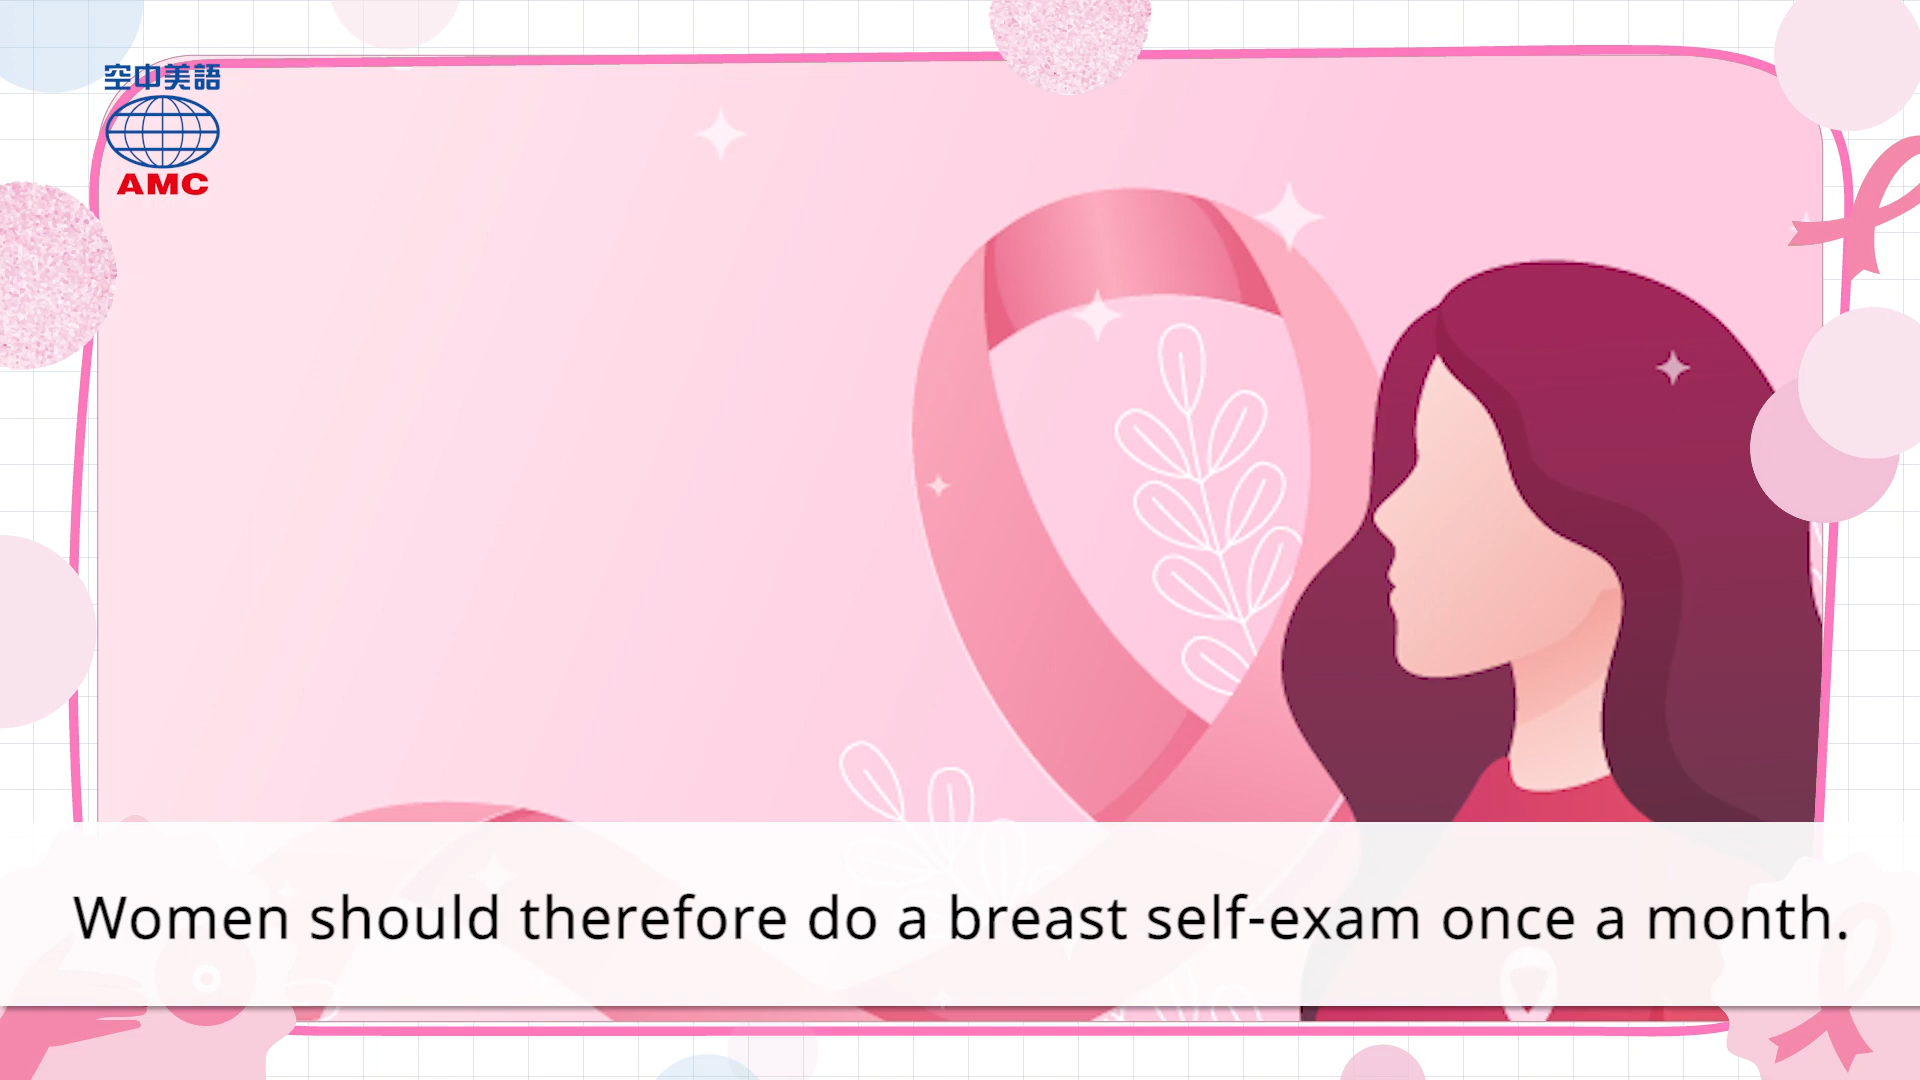 空中美語
AMC
Women should therefore do a breast self-exam once a month.